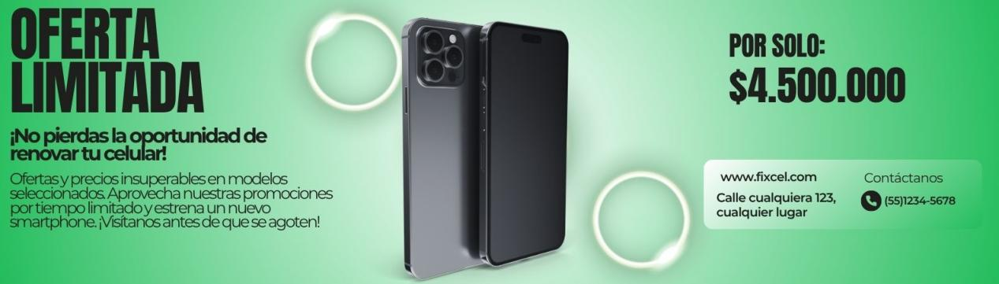 OFERTA
LIMITADA
¡No pierdas la oportunidad de
renovar tu celular!
Ofertas y precios insuperables en modelos
seleccionados. Aprovecha nuestras promociones
por tiempo limitado y estrena un nuevo
smartphone. ¡Visítanos antes de que se agoten!
POR SOLO:
$4.500.000
www.fixcel.com
Calle cualquiera 123,
cualquier lugar
Contáctanos
(55)1234-5678